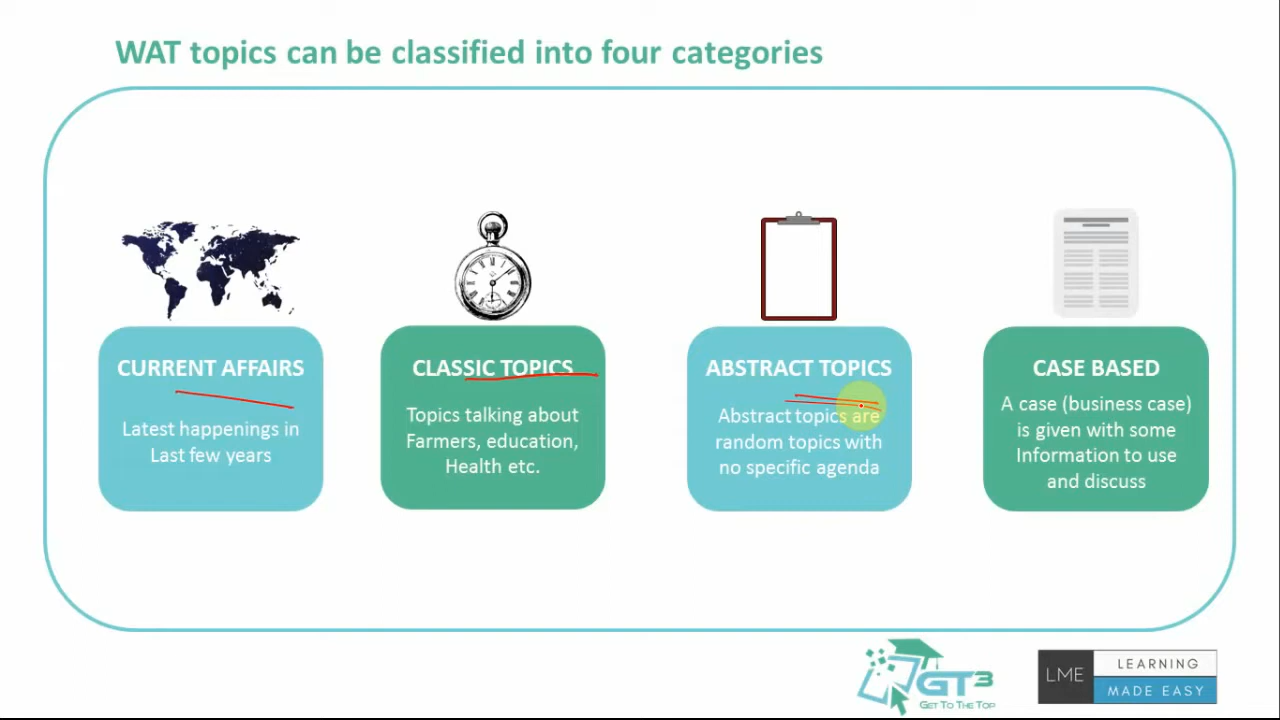 WAT topics can be classified into four categories
CURRENT AFFAIRS
Latest happenings in
Last few years
CLASSIC TOPICS
Topics talking about
Farmers, education,
Health etc.
ABSTRACT TOPICS
Abstract topics are
random topics with
no specific agenda
CASE BASED
A case (business case)
is given with some
Information to use
and discuss
GT3
GET TO THE TOP
LME
LEARNING
MADE EASY